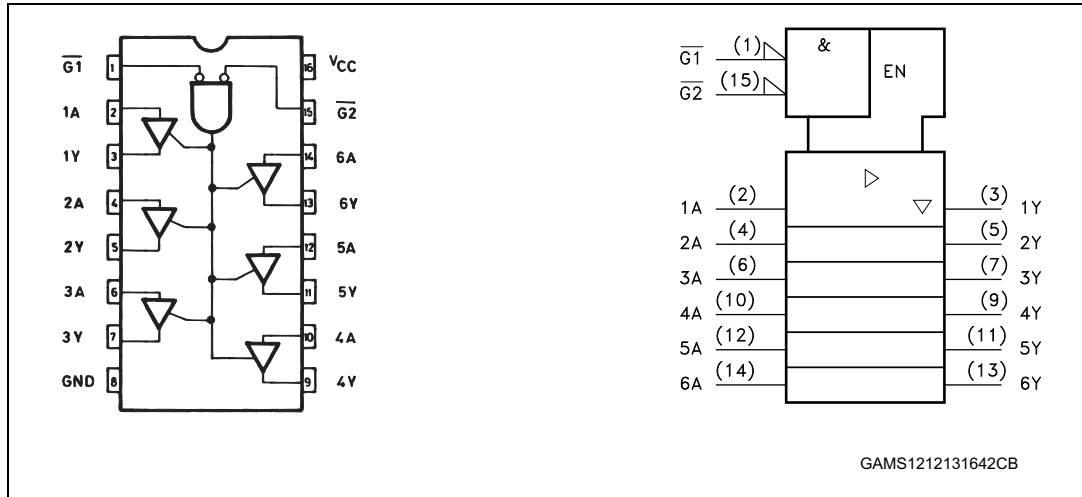 G1 1 16 VCC
1A 2 15 G2
1Y 3 14 6A
2A 4 13 6Y
2Y 5 12 5A
3A 6 11 5Y
3Y 7 10 4A
GND 8 9 4Y
G1 (1) & EN
G2 (15)
1A (2) (3) 1Y
2A (4) (5) 2Y
3A (6) (7) 3Y
4A (10) (9) 4Y
5A (12) (11) 5Y
6A (14) (13) 6Y
GAMS1212131642CB